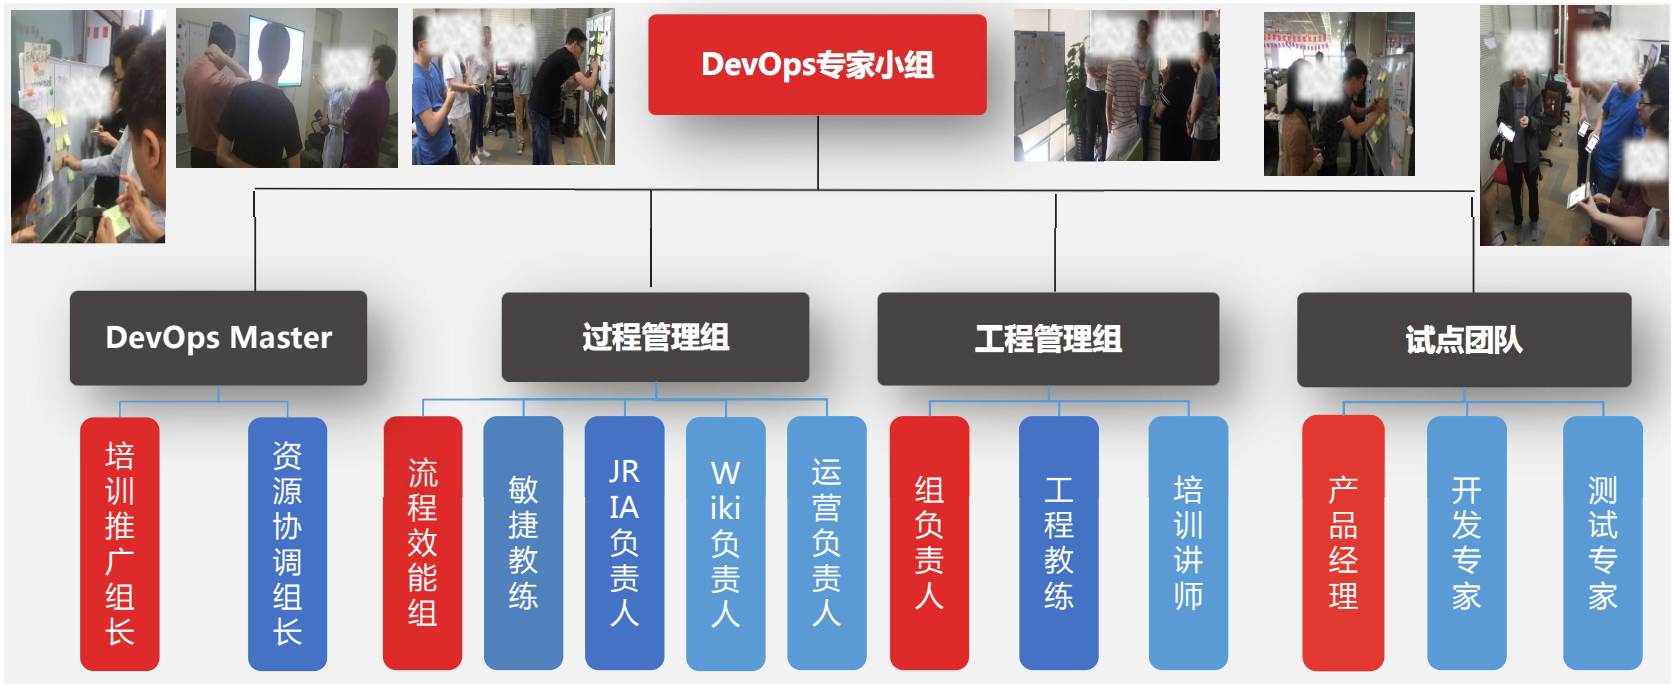 DevOps专家小组
DevOps Master
过程管理组
工程管理组
试点团队
培训推广组长
资源协调组长
流程效能组
敏捷教练
JRIA负责人
Wiki负责人
运营负责人
组负责人
工程教练
培训讲师
产品经理
开发专家
测试专家